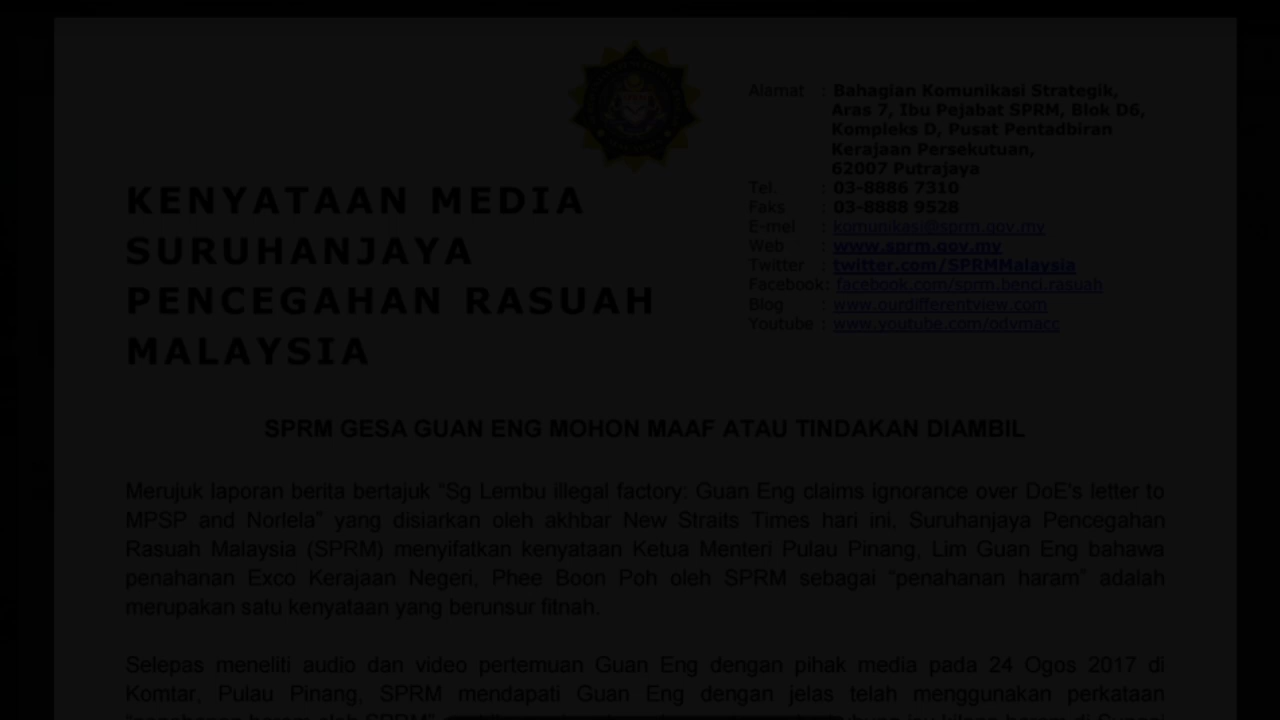 Alamat : Bahagian Komunikasi Strategik,
Aras 7, Ibu Pejabat SPRM, Blok D6,
Kompleks D, Pusat Pentadbiran
Kerajaan Persekutuan,
62007 Putrajaya
Tel : 03-8886 7310
Faks : 03-8888 9528
E-mel : komunikasi@sprm.gov.my
Web : www.sprm.gov.my
Twitter : twitter.com/SPRMMalaysia
Facebook: facebook.com/sprm.benci.rasuah
Blog : www.ourdifferentview.com
Youtube : www.youtube.com/odvmacc
KENYATAAN MEDIA
SURUHANJAYA
PENCEGAHAN RASUAH
MALAYSIA
SPRM GESA GUAN ENG MOHON MAAF ATAU TINDAKAN DIAMBIL
Merujuk laporan berita bertajuk “Sg Lembu illegal factory: Guan Eng claims ignorance over DoE's letter to
MPSP and Norlela” yang disiarkan oleh akhbar New Straits Times hari ini, Suruhanjaya Pencegahan
Rasuah Malaysia (SPRM) menyifatkan kenyataan Ketua Menteri Pulau Pinang, Lim Guan Eng bahawa
penahanan Exco Kerajaan Negeri, Phee Boon Poh oleh SPRM sebagai “penahanan haram” adalah
merupakan satu kenyataan yang berunsur fitnah.
Selepas meneliti audio dan video pertemuan Guan Eng dengan pihak media pada 24 Ogos 2017 di
Komtar, Pulau Pinang, SPRM mendapati Guan Eng dengan jelas telah menggunakan perkataan